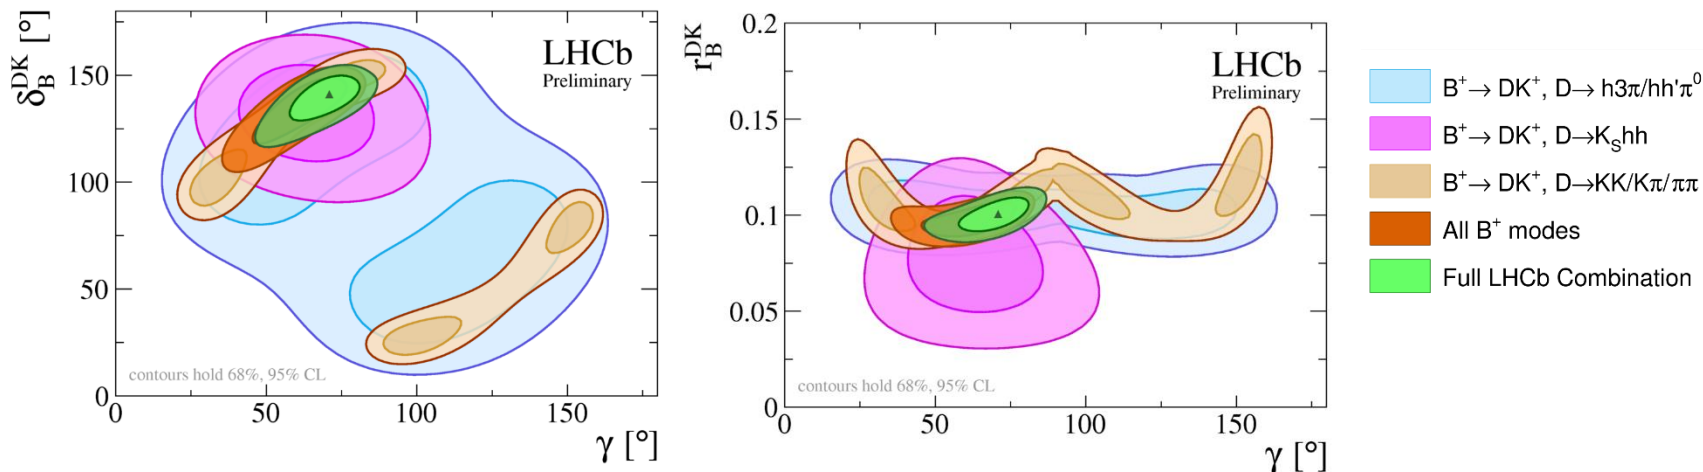 δ_B^DK [°]
LHCb
Preliminary
150
100
50
0
contours hold 68%, 95% CL
0 50 100 150
γ [°]
r_B^DK
0.2
LHCb
Preliminary
0.15
0.1
0.05
0
contours hold 68%, 95% CL
0 50 100 150
γ [°]
B⁺→ DK⁺, D→ h3π/hh'π⁰
B⁺→ DK⁺, D→K_Shh
B⁺→ DK⁺, D→KK/Kπ/ππ
All B⁺ modes
Full LHCb Combination